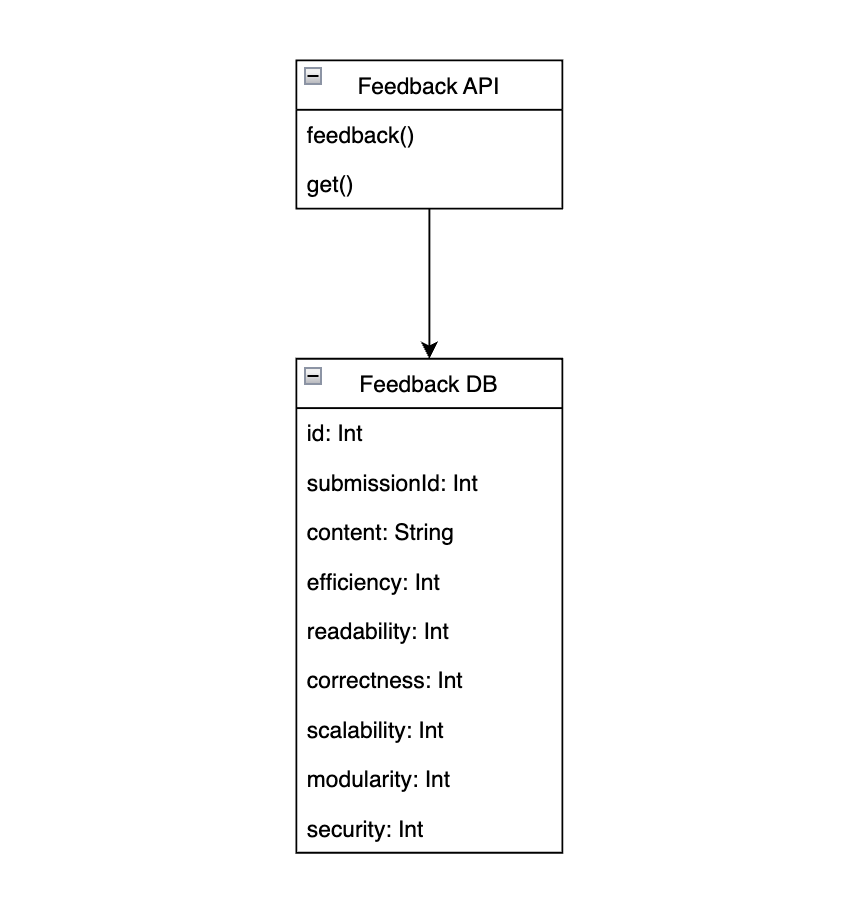 Feedback API
feedback()
get()
Feedback DB
id: Int
submissionId: Int
content: String
efficiency: Int
readability: Int
correctness: Int
scalability: Int
modularity: Int
security: Int